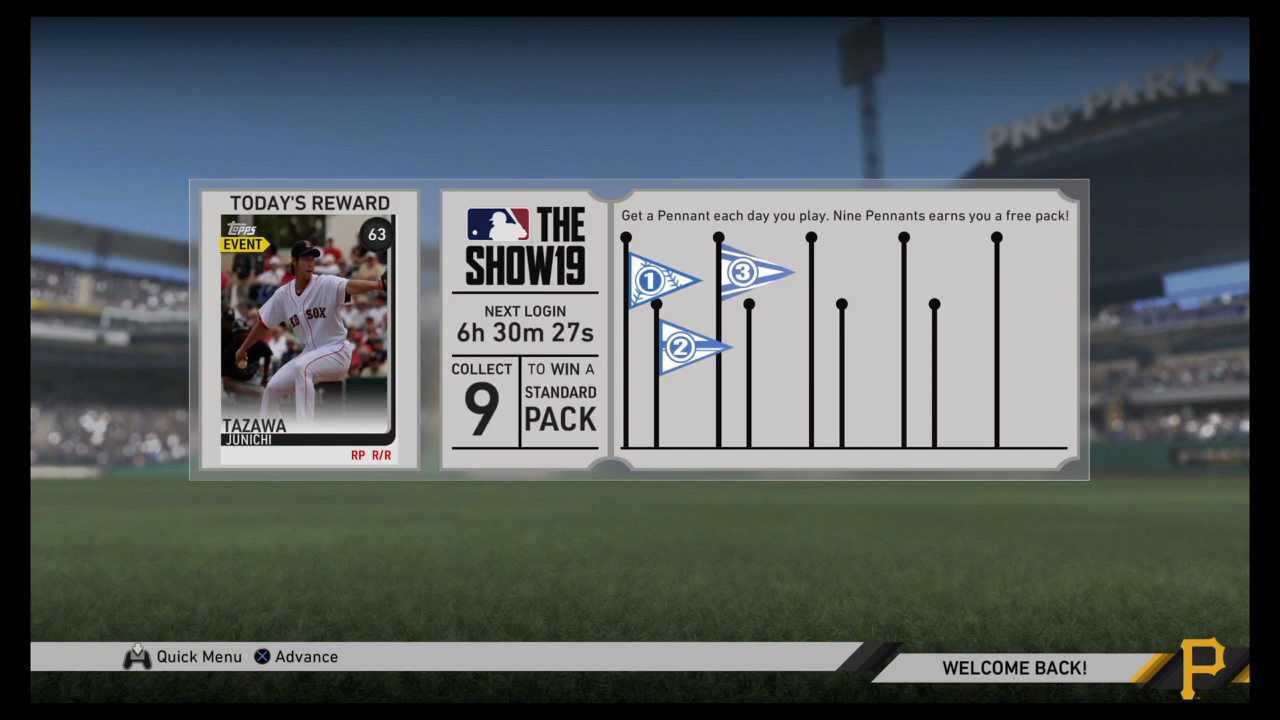 PNC PARK
TODAY'S REWARD
Topps
EVENT
63
RED SOX
TAZAWA
JUNICHI
RP R/R
THE
SHOW19
NEXT LOGIN
6h 30m 27s
COLLECT
9
TO WIN A
STANDARD
PACK
Get a Pennant each day you play. Nine Pennants earns you a free pack!
1
3
2
Quick Menu
Advance
WELCOME BACK!
P